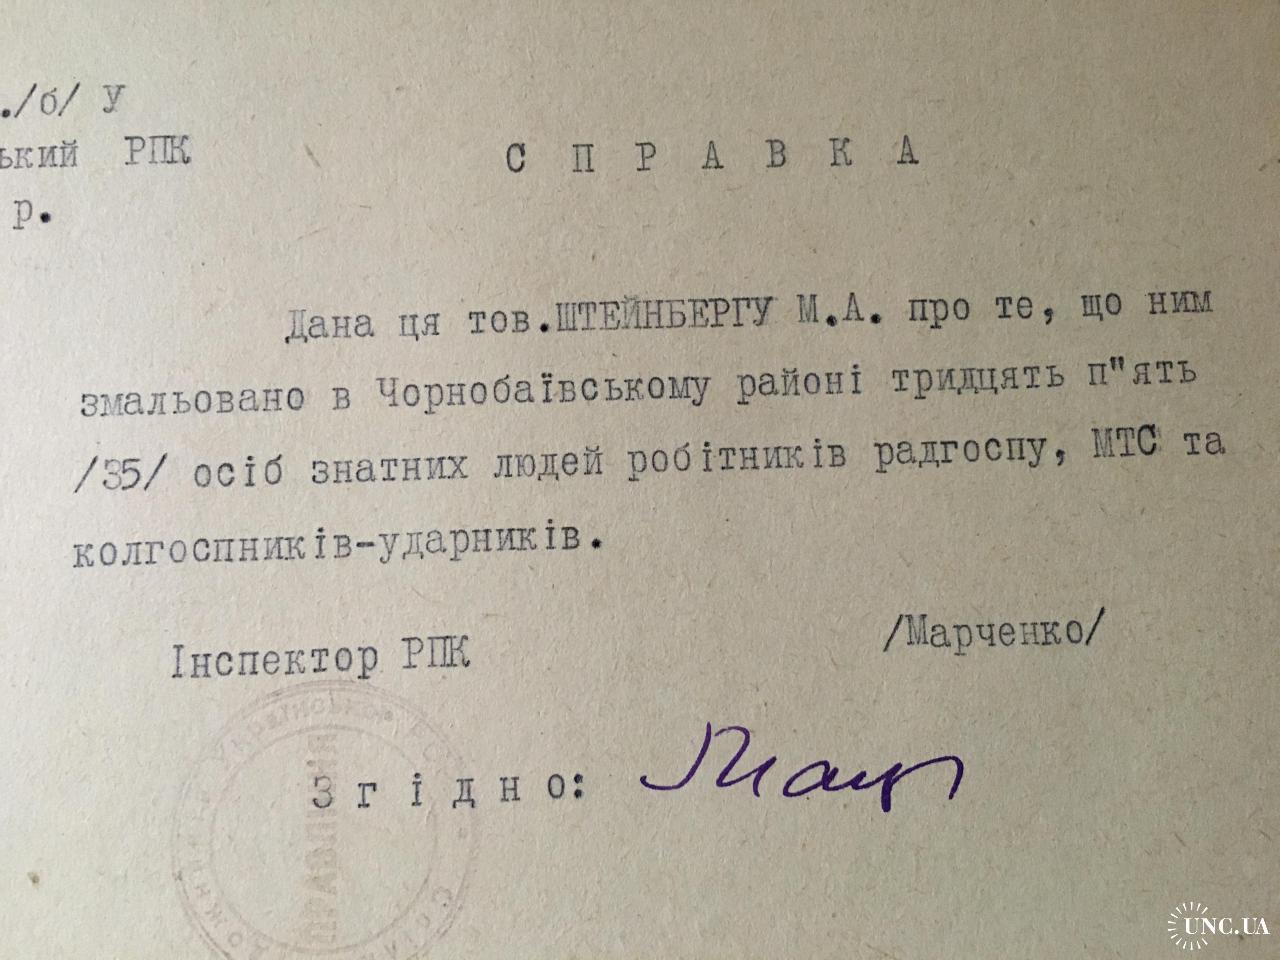 ./б/ У
ький РПК
р.
С П Р А В К А
Дана ця тов.ШТЕЙНБЕРГУ М.А. про те, що ним
змальовано в Чорнобаївському районі тридцять п"ять
/35/ осіб знатних людей робітників радгоспу, МТС та
колгоспників-ударників.
Інспектор РПК /Марченко/
З г і д н о:
Української
UNC.UA